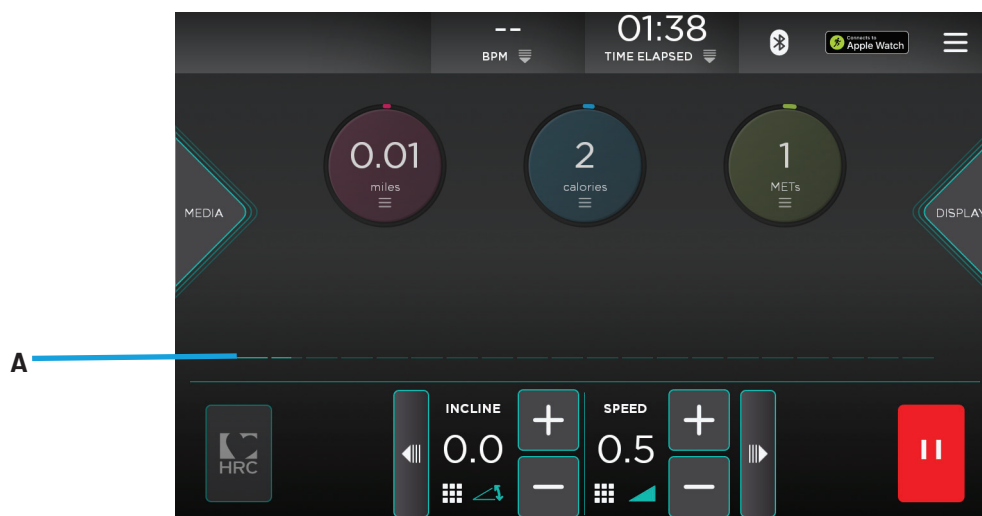 --
BPM
01:38
TIME ELAPSED
Connects to
Apple Watch
0.01
miles
2
calories
1
METs
MEDIA
DISPLAY
A
HRC
INCLINE
0.0
+
−
SPEED
0.5
+
−